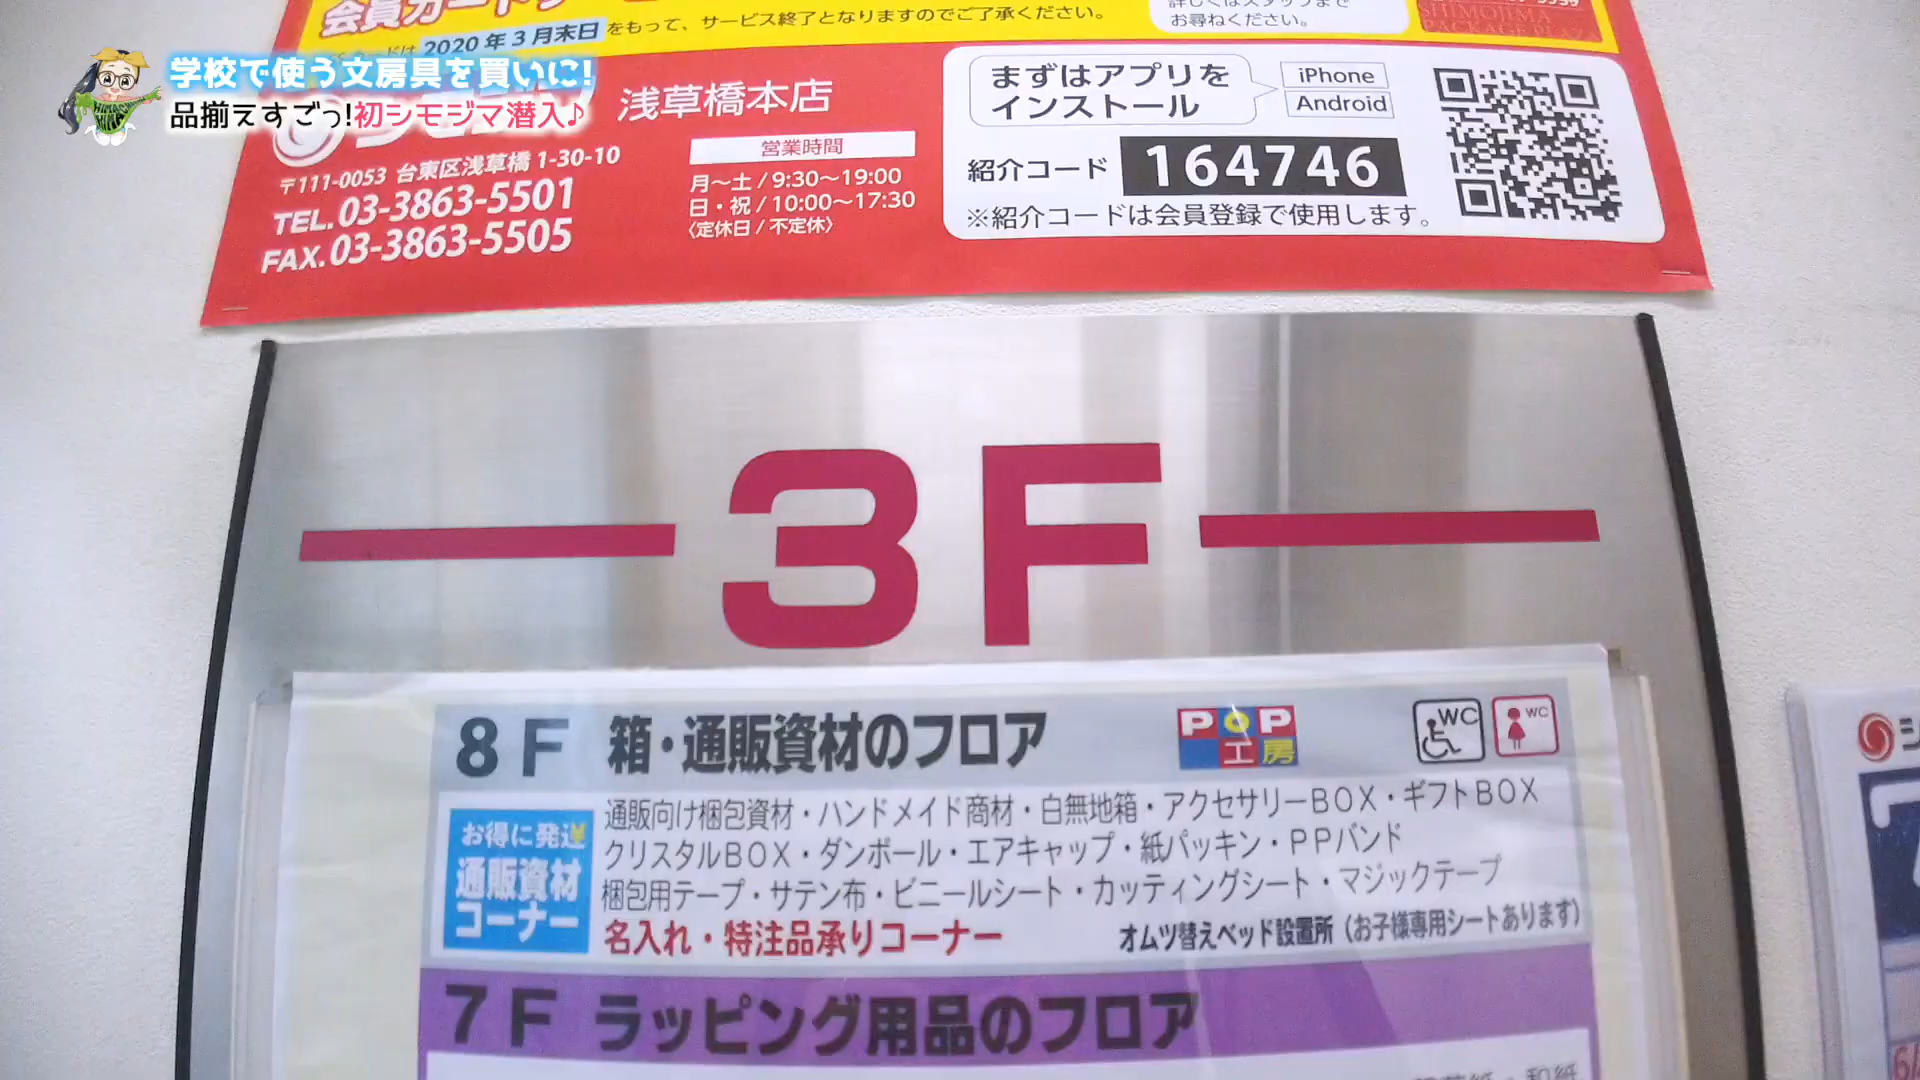 をもって、サービス終了となりますのでご了承ください。
2020年3月末日
お尋ねください。
学校で使う文房具を買いに!
品揃えすごっ!初シモジマ潜入♪
浅草橋本店
〒111-0053 台東区浅草橋 1-30-10
TEL.03-3863-5501
FAX.03-3863-5505
営業時間
月～土/9:30～19:00
日・祝/10:00～17:30
〈定休日/不定休〉
まずはアプリを
インストール
iPhone
Android
紹介コード 164746
※紹介コードは会員登録で使用します。
3F
8F 箱・通販資材のフロア
POP
工房
WC
WC
お得に発送
通販資材
コーナー
通販向け梱包資材・ハンドメイド商材・白無地箱・アクセサリーBOX・ギフトBOX
クリスタルBOX・ダンボール・エアキャップ・紙パッキン・PPバンド
梱包用テープ・サテン布・ビニールシート・カッティングシート・マジックテープ
名入れ・特注品承りコーナー
オムツ替えベッド設置所(お子様専用シートあります)
7F ラッピング用品のフロア